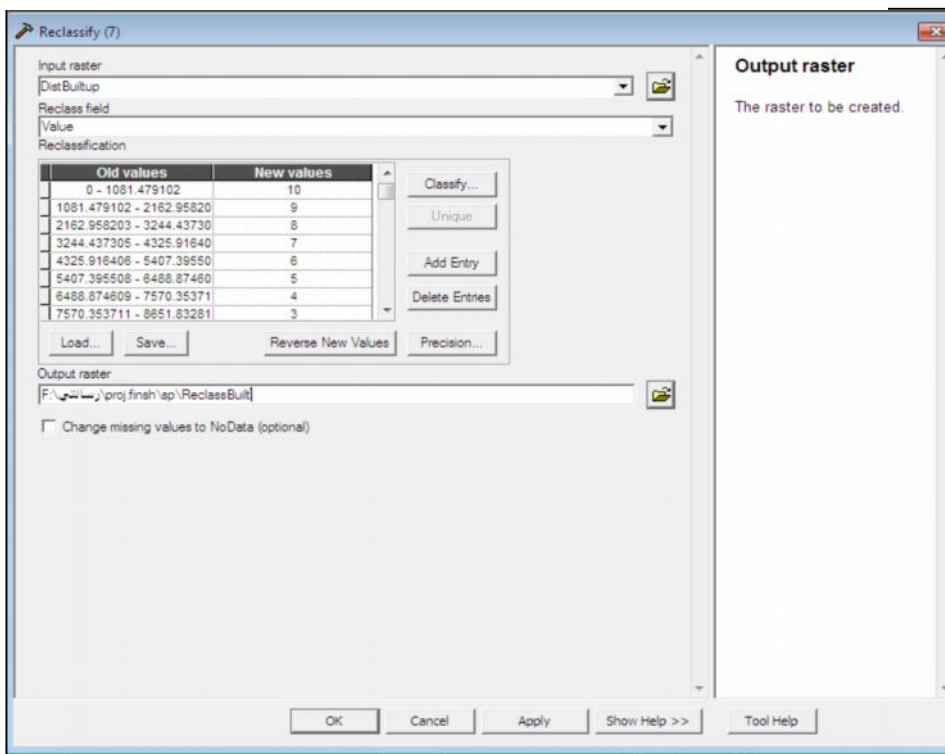 Reclassify (7)
Input raster
DistBuiltup
Reclass field
Value
Reclassification
Old values New values
0 - 1081.479102 10
1081.479102 - 2162.95820 9
2162.958203 - 3244.43730 8
3244.437305 - 4325.91640 7
4325.916406 - 5407.39550 6
5407.395508 - 6488.87460 5
6488.874609 - 7570.35371 4
7570.353711 - 8651.83281 3
Classify...
Unique
Add Entry
Delete Entries
Load... Save... Reverse New Values Precision...
Output raster
F:\رسالتي\proj.finsh\sp\ReclassBuilt
Change missing values to NoData (optional)
OK Cancel Apply Show Help >> Tool Help
Output raster
The raster to be created.